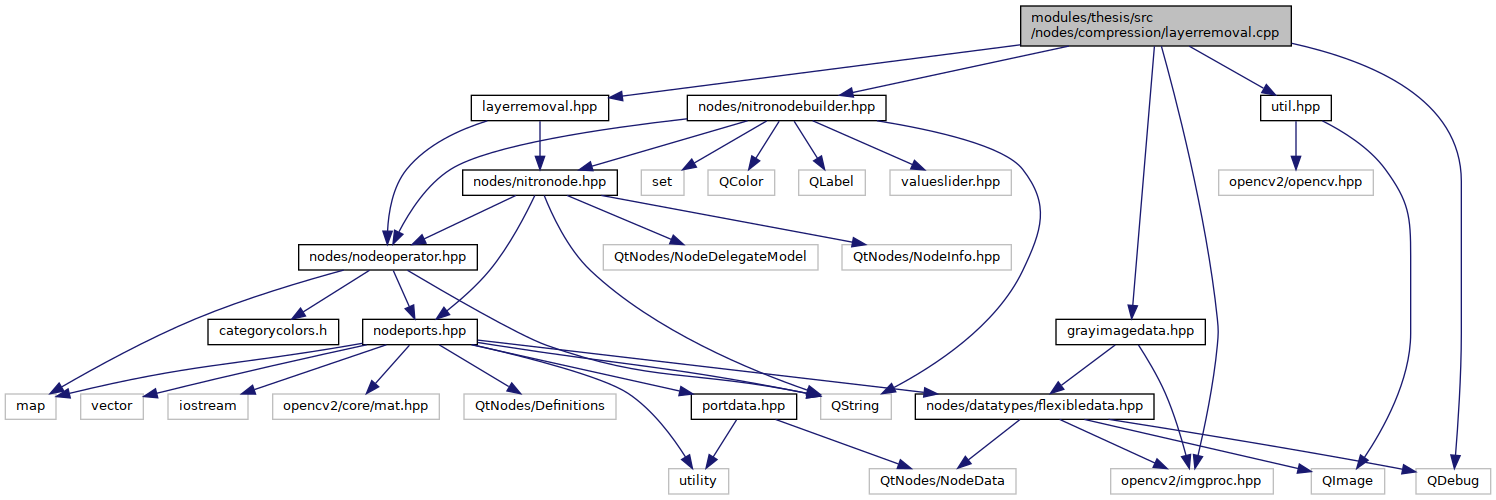 modules/thesis/src
/nodes/compression/layerremoval.cpp
layerremoval.hpp
nodes/nitronodebuilder.hpp
util.hpp
nodes/nitronode.hpp
set
QColor
QLabel
valueslider.hpp
opencv2/opencv.hpp
nodes/nodeoperator.hpp
QtNodes/NodeDelegateModel
QtNodes/NodeInfo.hpp
categorycolors.h
nodeports.hpp
grayimagedata.hpp
map
vector
iostream
opencv2/core/mat.hpp
QtNodes/Definitions
portdata.hpp
QString
nodes/datatypes/flexibledata.hpp
utility
QtNodes/NodeData
opencv2/imgproc.hpp
QImage
QDebug